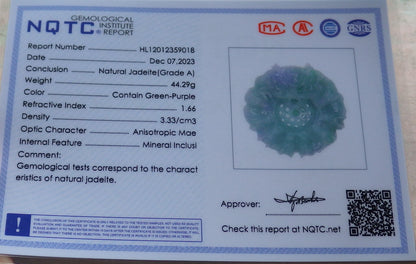 NQTC® GEMOLOGICAL INSTITUTE REPORT
MA
GNES
Report Number HL12012359018
Date Dec 07,2023
Conclusion Natural Jadeite(Grade A)
Weight 44.29g
Color Contain Green-Purple
Refractive Index 1.66
Density 3.33/cm3
Optic Character Anisotropic Mae
Internal Feature Mineral Inclusi
Comment:
Gemological tests correspond to the charact
eristics of natural jadeite.
Approver:
Check this report at NQTC.net